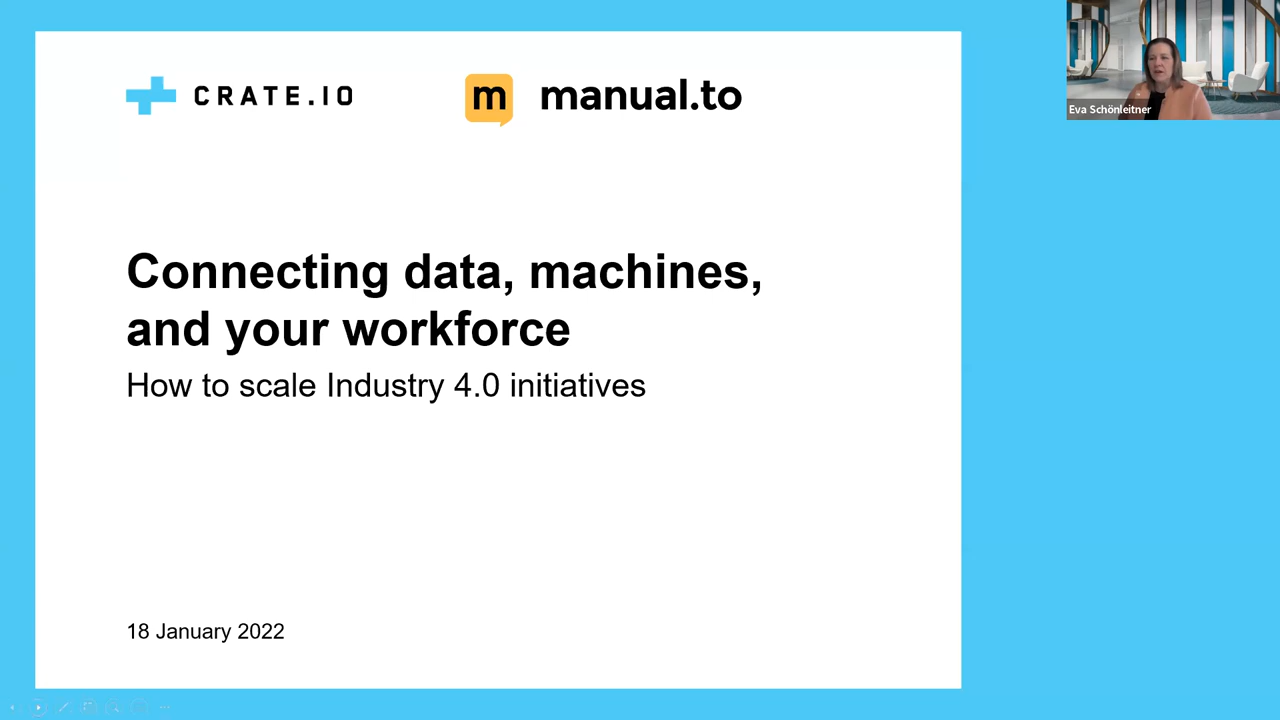 CRATE.IO
m manual.to
Connecting data, machines,
and your workforce
How to scale Industry 4.0 initiatives
18 January 2022
Eva Schönleitner